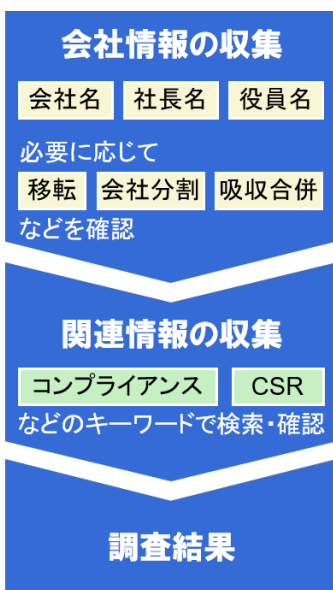 会社情報の収集
会社名 社長名 役員名
必要に応じて
移転 会社分割 吸収合併
などを確認
関連情報の収集
コンプライアンス CSR
などのキーワードで検索・確認
調査結果